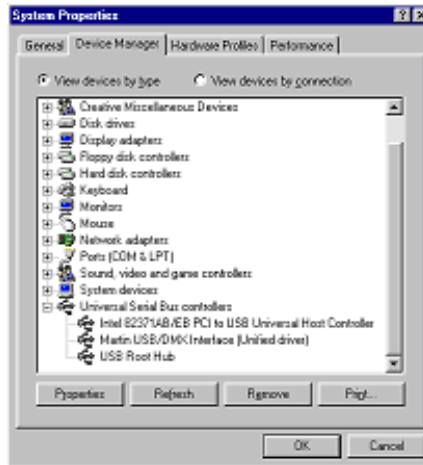 System Properties
General Device Manager Hardware Profiles Performance
View devices by type View devices by connection
Creative Miscellaneous Devices
Disk drives
Display adapters
Floppy disk controllers
Hard disk controllers
Keyboard
Monitors
Mouse
Network adapters
Ports (COM & LPT)
Sound, video and game controllers
System devices
Universal Serial Bus controllers
Intel 82371AB/EB PCI to USB Universal Host Controller
Martin USB/DMX Interface (Unified driver)
USB Root Hub
Properties Refresh Remove Print...
OK Cancel